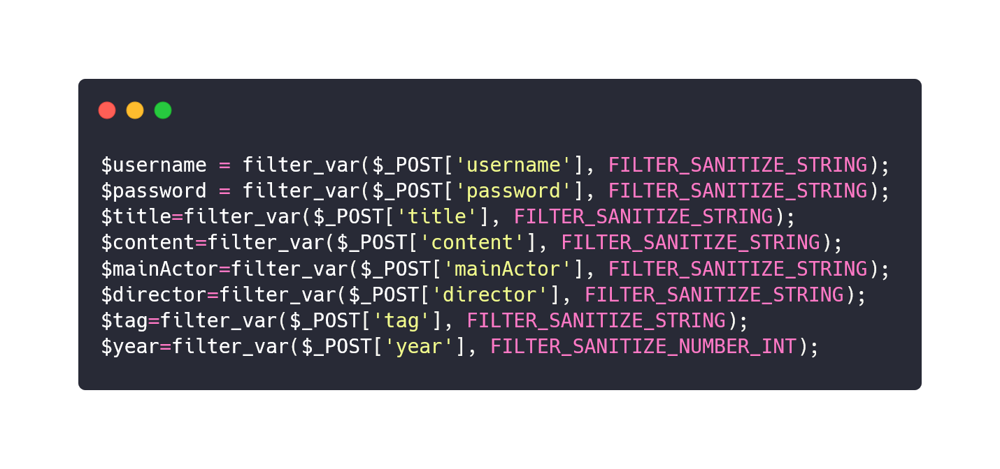 $username = filter_var($_POST['username'], FILTER_SANITIZE_STRING);
$password = filter_var($_POST['password'], FILTER_SANITIZE_STRING);
$title=filter_var($_POST['title'], FILTER_SANITIZE_STRING);
$content=filter_var($_POST['content'], FILTER_SANITIZE_STRING);
$mainActor=filter_var($_POST['mainActor'], FILTER_SANITIZE_STRING);
$director=filter_var($_POST['director'], FILTER_SANITIZE_STRING);
$tag=filter_var($_POST['tag'], FILTER_SANITIZE_STRING);
$year=filter_var($_POST['year'], FILTER_SANITIZE_NUMBER_INT);